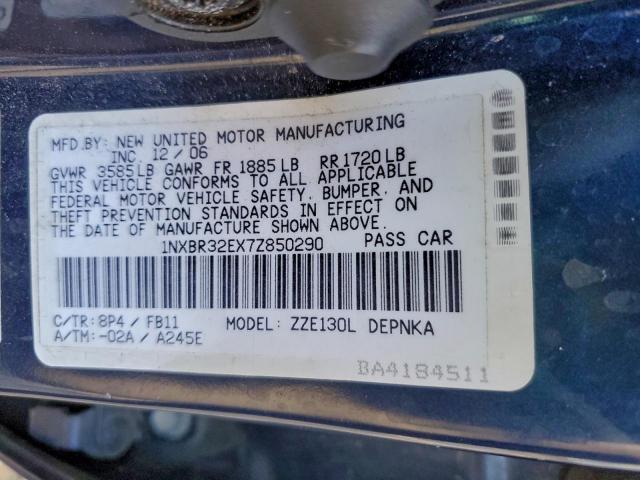 MFD.BY: NEW UNITED MOTOR MANUFACTURING
INC. 12/06
GVWR 3585LB GAWR FR 1885LB RR1720LB
THIS VEHICLE CONFORMS TO ALL APPLICABLE
FEDERAL MOTOR VEHICLE SAFETY, BUMPER, AND
THEFT PREVENTION STANDARDS IN EFFECT ON
THE DATE OF MANUFACTURE SHOWN ABOVE.
1NXBR32EX7Z850290 PASS CAR
C/TR: 8P4 / FB11 MODEL: ZZE130L DEPNKA
A/TM: -02A / A245E
BA4184511